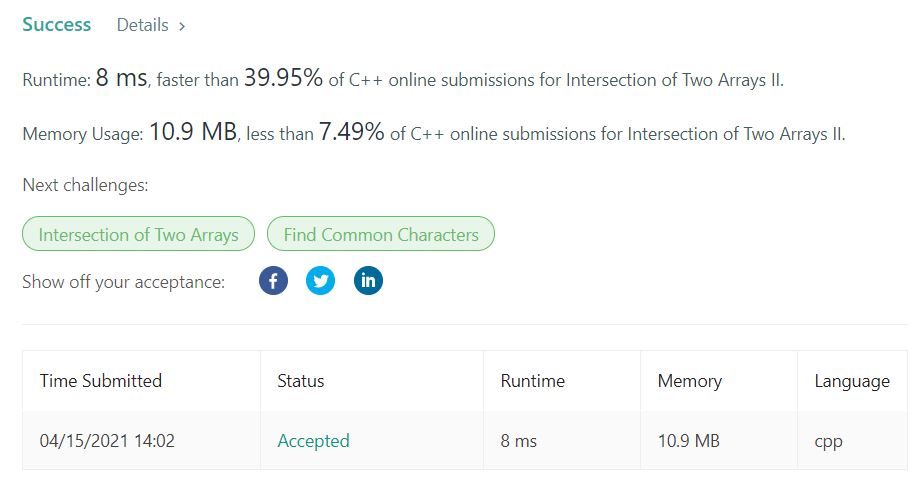 Success Details >
Runtime: 8 ms, faster than 39.95% of C++ online submissions for Intersection of Two Arrays II.
Memory Usage: 10.9 MB, less than 7.49% of C++ online submissions for Intersection of Two Arrays II.
Next challenges:
Intersection of Two Arrays Find Common Characters
Show off your acceptance: f in
Time Submitted Status Runtime Memory Language
04/15/2021 14:02 Accepted 8 ms 10.9 MB cpp